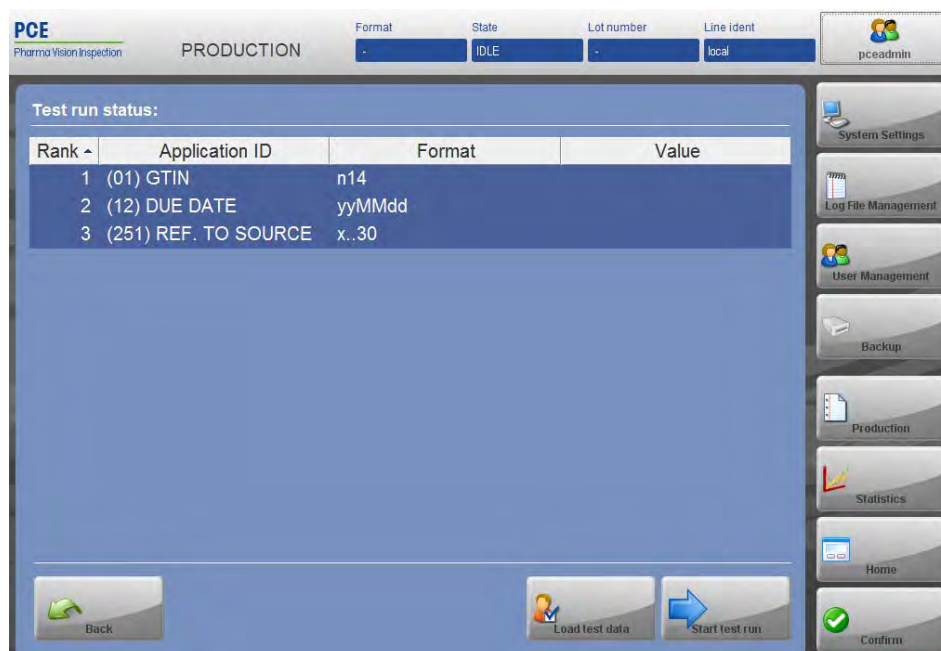 PCE
Pharma Vision Inspection
PRODUCTION
Format
-
State
IDLE
Lot number
-
Line ident
local
pceadmin
Test run status:
Rank Application ID Format Value
1 (01) GTIN n14
2 (12) DUE DATE yyMMdd
3 (251) REF. TO SOURCE x..30
System Settings
Log File Management
User Management
Backup
Production
Statistics
Home
Confirm
Back
Load test data
Start test run